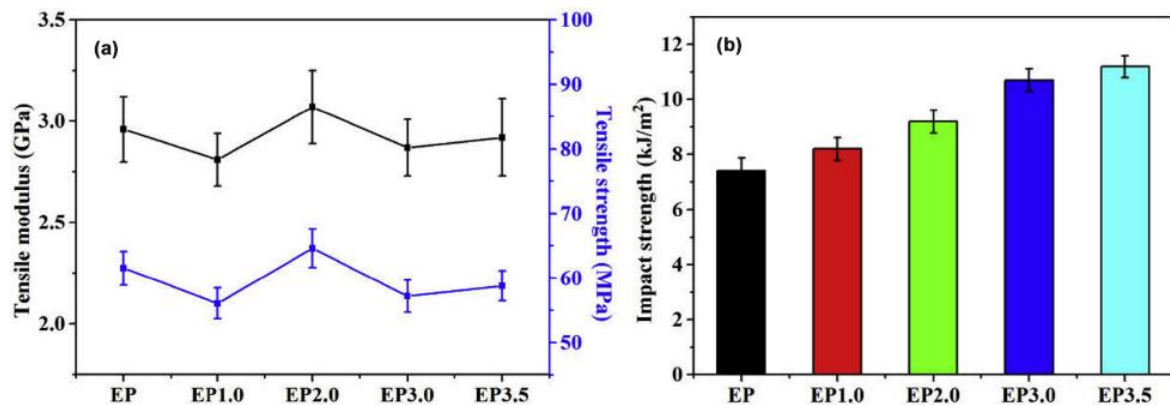 (a)
3.5
3.0
2.5
2.0
Tensile modulus (GPa)
100
90
80
70
60
50
Tensile strength (MPa)
EP EP1.0 EP2.0 EP3.0 EP3.5
(b)
12
10
8
6
4
2
0
Impact strength (kJ/m²)
EP EP1.0 EP2.0 EP3.0 EP3.5